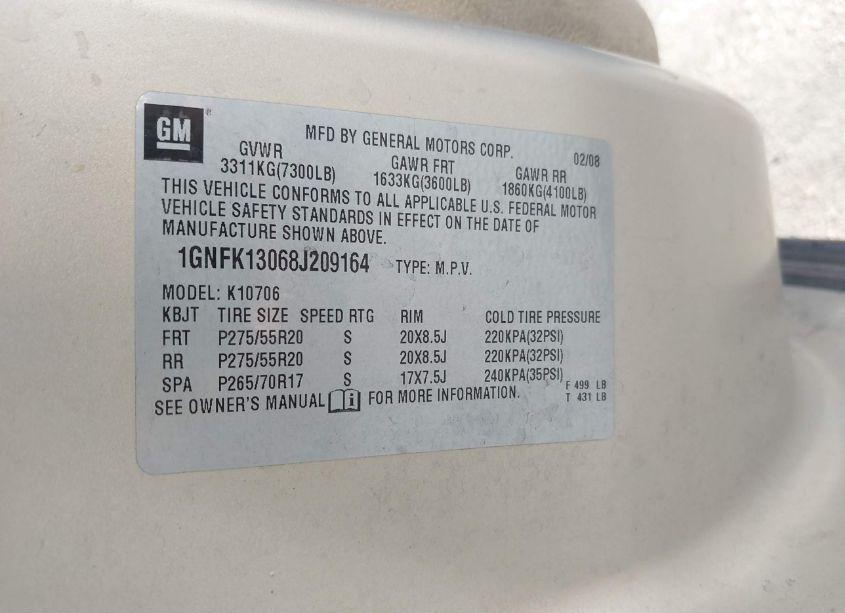 GM
MFD BY GENERAL MOTORS CORP. 02/08
GVWR GAWR FRT GAWR RR
3311KG(7300LB) 1633KG(3600LB) 1860KG(4100LB)
THIS VEHICLE CONFORMS TO ALL APPLICABLE U.S. FEDERAL MOTOR
VEHICLE SAFETY STANDARDS IN EFFECT ON THE DATE OF
MANUFACTURE SHOWN ABOVE.
1GNFK13068J209164 TYPE: M.P.V.
MODEL: K10706
KBJT TIRE SIZE SPEED RTG RIM COLD TIRE PRESSURE
FRT P275/55R20 S 20X8.5J 220KPA(32PSI)
RR P275/55R20 S 20X8.5J 220KPA(32PSI)
SPA P265/70R17 S 17X7.5J 240KPA(35PSI) F 499 LB
SEE OWNER'S MANUAL i FOR MORE INFORMATION. T 431 LB